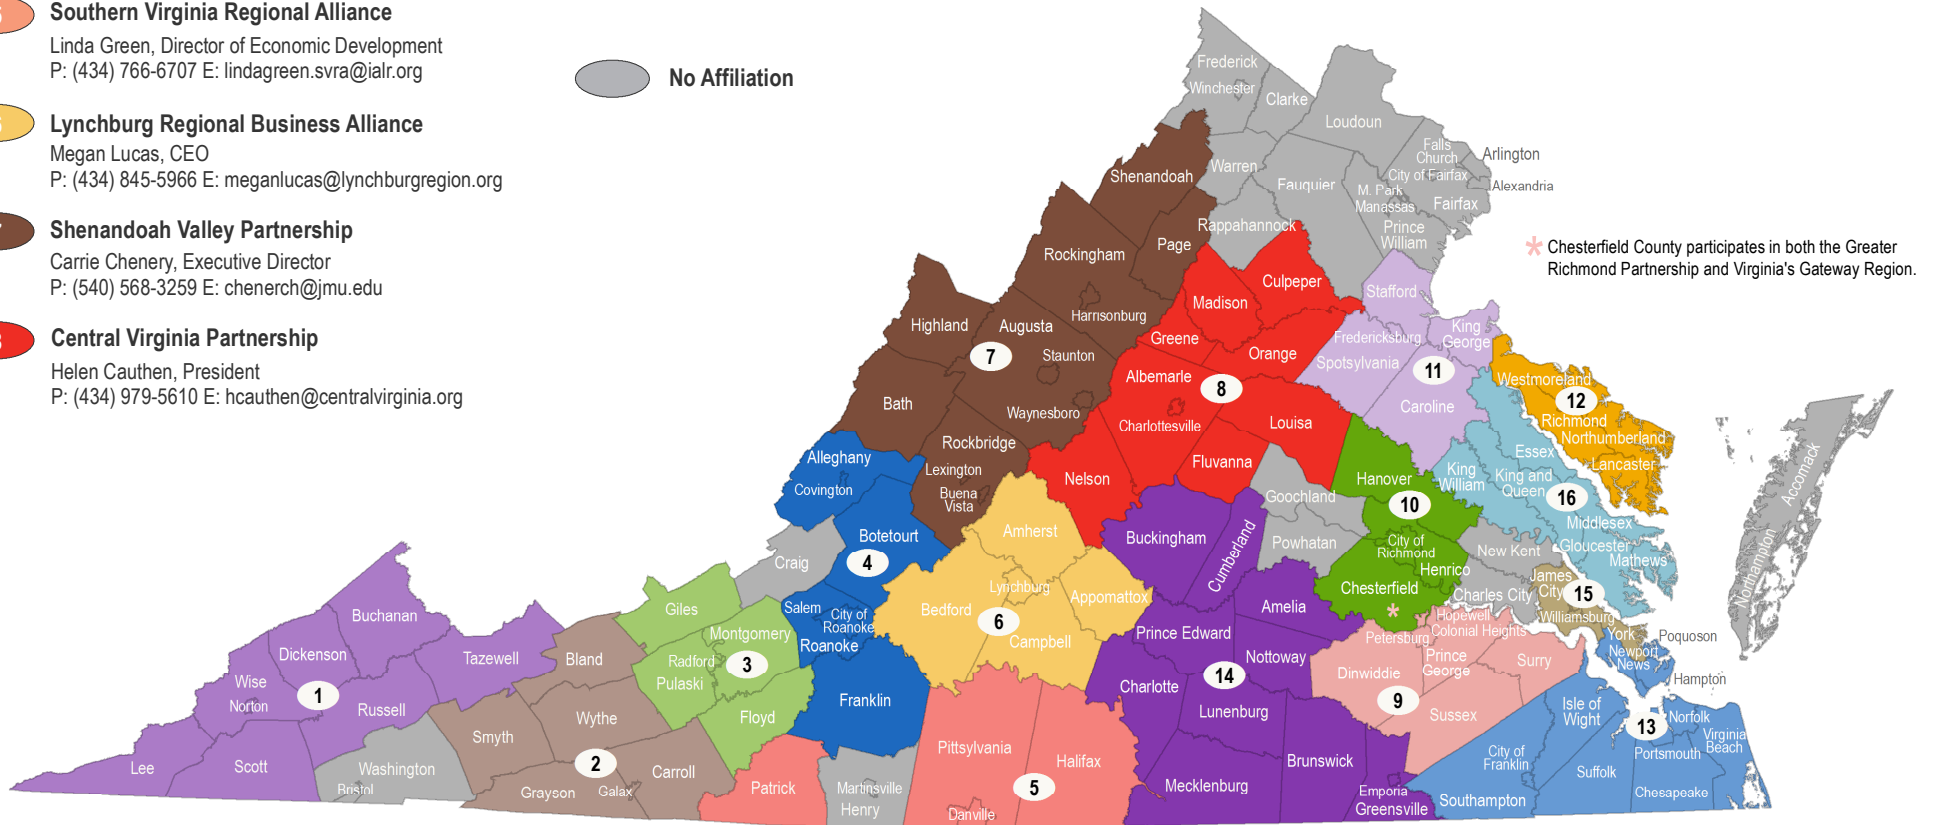 Southern Virginia Regional Alliance
Linda Green, Director of Economic Development
P: (434) 766-6707 E: lindagreen.svra@ialr.org
Lynchburg Regional Business Alliance
Megan Lucas, CEO
P: (434) 845-5966 E: meganlucas@lynchburgregion.org
Shenandoah Valley Partnership
Carrie Chenery, Executive Director
P: (540) 568-3259 E: chenerch@jmu.edu
Central Virginia Partnership
Helen Cauthen, President
P: (434) 979-5610 E: hcauthen@centralvirginia.org
No Affiliation
* Chesterfield County participates in both the Greater
Richmond Partnership and Virginia's Gateway Region.
Frederick
Winchester
Clarke
Loudoun
Falls
Church
Arlington
City of Fairfax
Alexandria
Warren
Fauquier
M. Park
Manassas
Fairfax
Prince
William
Rappahannock
Shenandoah
Page
Rockingham
Harrisonburg
Highland
Augusta
7
Staunton
Bath
Waynesboro
Rockbridge
Lexington
Buena
Vista
Culpeper
Madison
Greene
Orange
Albemarle
8
Charlottesville
Louisa
Fluvanna
Nelson
Stafford
King
George
Fredericksburg
Spotsylvania
11
Caroline
Westmoreland
12
Richmond
Northumberland
Lancaster
Essex
King
William
King and
Queen
16
Middlesex
Gloucester
Mathews
Accomack
Northampton
Hanover
10
City of
Richmond
Henrico
Chesterfield
*
Goochland
Powhatan
New Kent
Charles City
James
City
15
Williamsburg
York
Poquoson
Newport
News
Hampton
Alleghany
Covington
Botetourt
4
Craig
Salem
City of
Roanoke
Roanoke
Franklin
Amherst
Lynchburg
Bedford
6
Appomattox
Campbell
Buckingham
Cumberland
Amelia
Prince Edward
Nottoway
14
Charlotte
Lunenburg
Mecklenburg
Brunswick
Emporia
Greensville
Hopewell
Petersburg
Colonial Heights
Dinwiddie
Prince
George
Surry
9
Sussex
Isle of
Wight
13
Norfolk
Virginia
Beach
Portsmouth
City of
Franklin
Suffolk
Chesapeake
Southampton
Buchanan
Dickenson
Tazewell
Wise
Norton
1
Russell
Lee
Scott
Washington
Bristol
Bland
Smyth
Wythe
2
Grayson
Galax
Carroll
Giles
Montgomery
Radford
3
Pulaski
Floyd
Patrick
Martinsville
Henry
Pittsylvania
Halifax
5
Danville